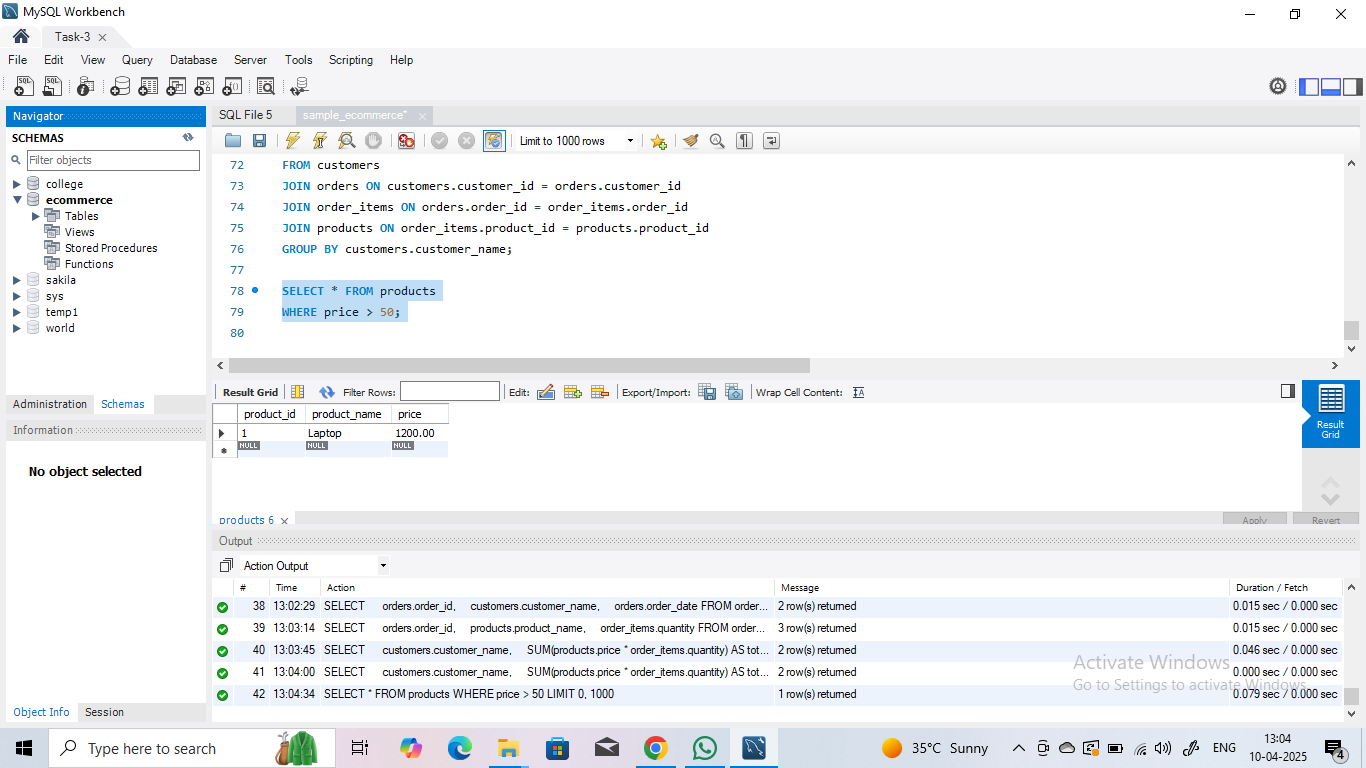 MySQL Workbench
Task-3
File Edit View Query Database Server Tools Scripting Help
Navigator
SCHEMAS
Filter objects
college
ecommerce
Tables
Views
Stored Procedures
Functions
sakila
sys
temp1
world
Administration Schemas
Information
No object selected
Object Info Session
SQL File 5 sample_ecommerce*
Limit to 1000 rows
72 FROM customers
73 JOIN orders ON customers.customer_id = orders.customer_id
74 JOIN order_items ON orders.order_id = order_items.order_id
75 JOIN products ON order_items.product_id = products.product_id
76 GROUP BY customers.customer_name;
77
78 SELECT * FROM products
79 WHERE price > 50;
80
Result Grid Filter Rows: Edit: Export/Import: Wrap Cell Content:
product_id product_name price
1 Laptop 1200.00
NULL NULL NULL
Result
Grid
products 6 Apply Revert
Output
Action Output
# Time Action Message Duration / Fetch
38 13:02:29 SELECT orders.order_id, customers.customer_name, orders.order_date FROM order... 2 row(s) returned 0.015 sec / 0.000 sec
39 13:03:14 SELECT orders.order_id, products.product_name, order_items.quantity FROM order... 3 row(s) returned 0.015 sec / 0.000 sec
40 13:03:45 SELECT customers.customer_name, SUM(products.price * order_items.quantity) AS tot... 2 row(s) returned 0.046 sec / 0.000 sec
41 13:04:00 SELECT customers.customer_name, SUM(products.price * order_items.quantity) AS tot... 2 row(s) returned 0.000 sec / 0.000 sec
42 13:04:34 SELECT * FROM products WHERE price > 50 LIMIT 0, 1000 1 row(s) returned 0.079 sec / 0.000 sec
Activate Windows
Go to Settings to activate Windows.
Type here to search
35°C Sunny
ENG
13:04
10-04-2025
4